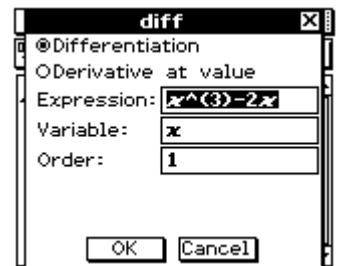 diff
Differentiation
Derivative at value
Expression: x^(3)-2x
Variable: x
Order: 1
OK Cancel